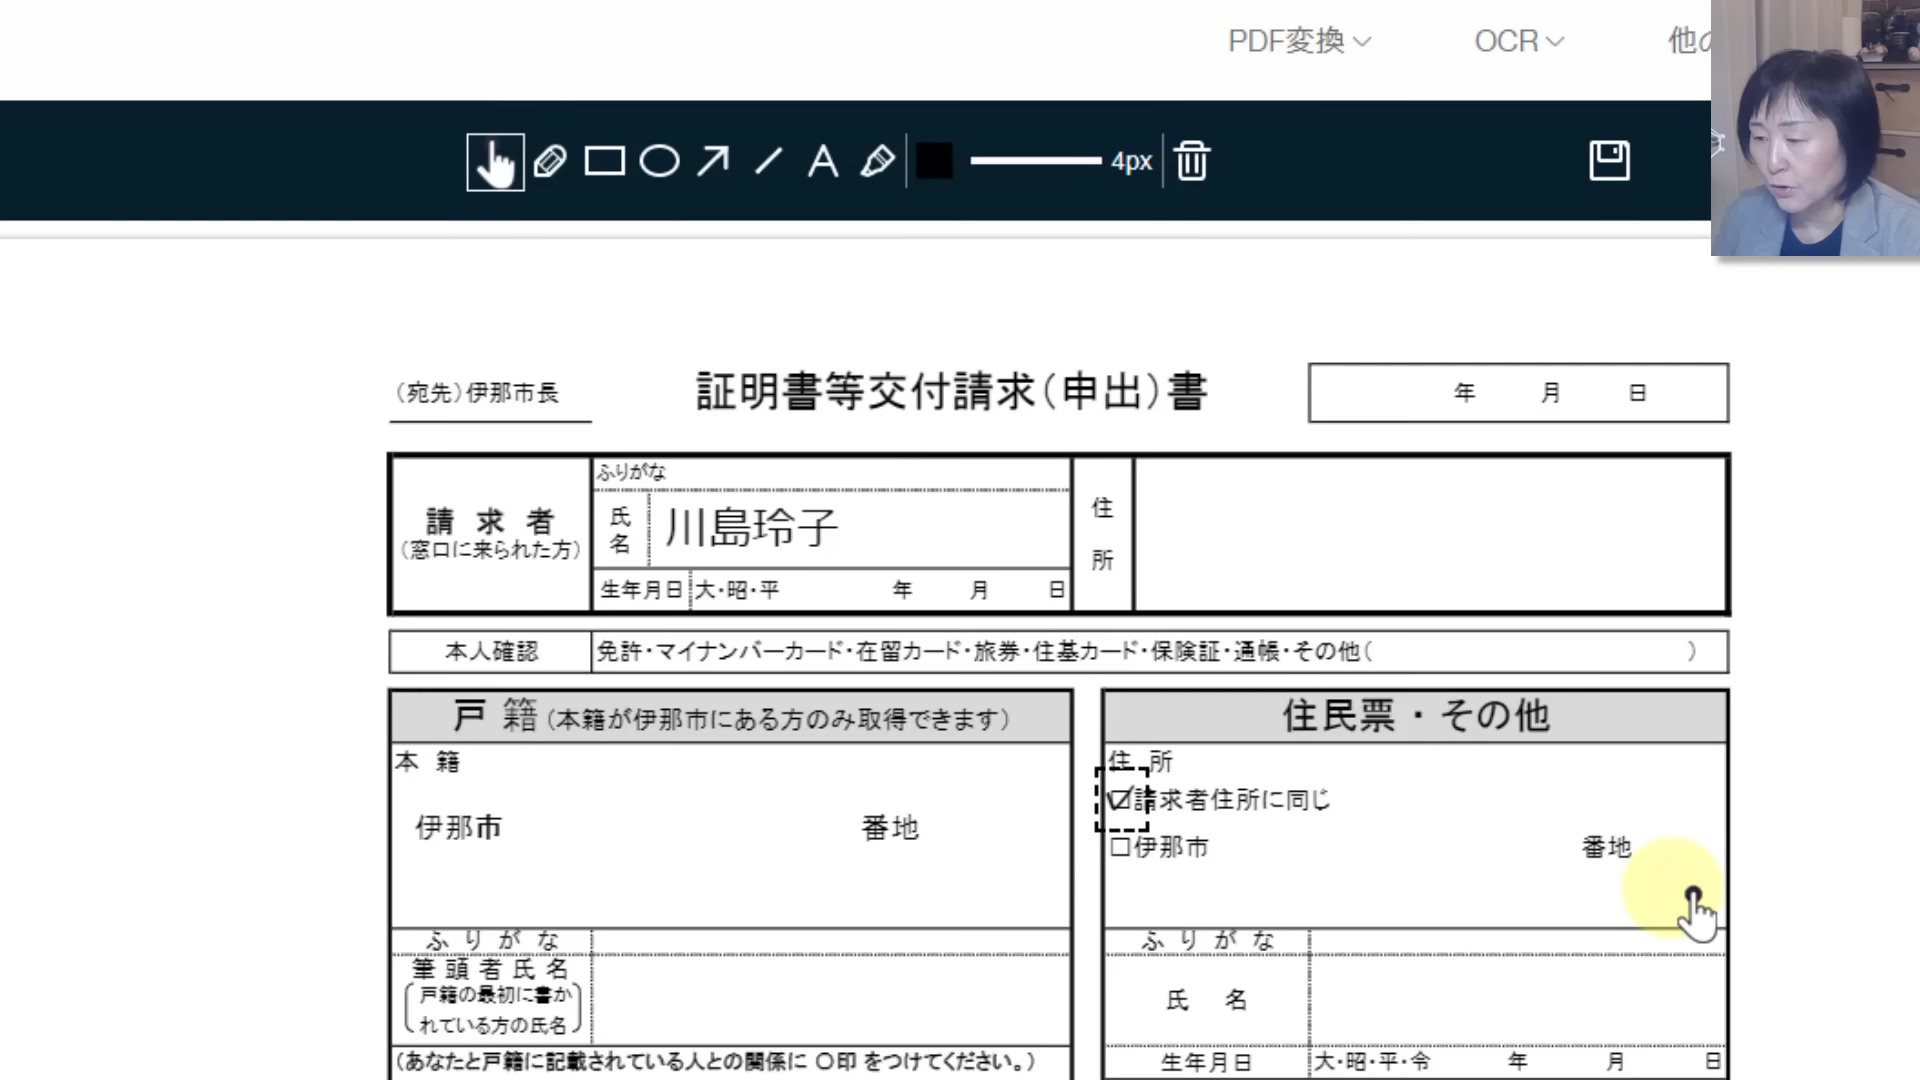 PDF変換 OCR 他の
A 4px
(宛先)伊那市長 証明書等交付請求(申出)書 年 月 日
請求者
(窓口に来られた方)
ふりがな
氏名 川島玲子
生年月日 大・昭・平 年 月 日
住所
本人確認 免許・マイナンバーカード・在留カード・旅券・住基カード・保険証・通帳・その他( )
戸籍(本籍が伊那市にある方のみ取得できます)
本籍
伊那市 番地
ふりがな
筆頭者氏名
(戸籍の最初に書か
れている方の氏名)
(あなたと戸籍に記載されている人との関係に 〇印 をつけてください。)
住民票・その他
住所
☑請求者住所に同じ
□伊那市 番地
ふりがな
氏名
生年月日 大・昭・平・令 年 月 日